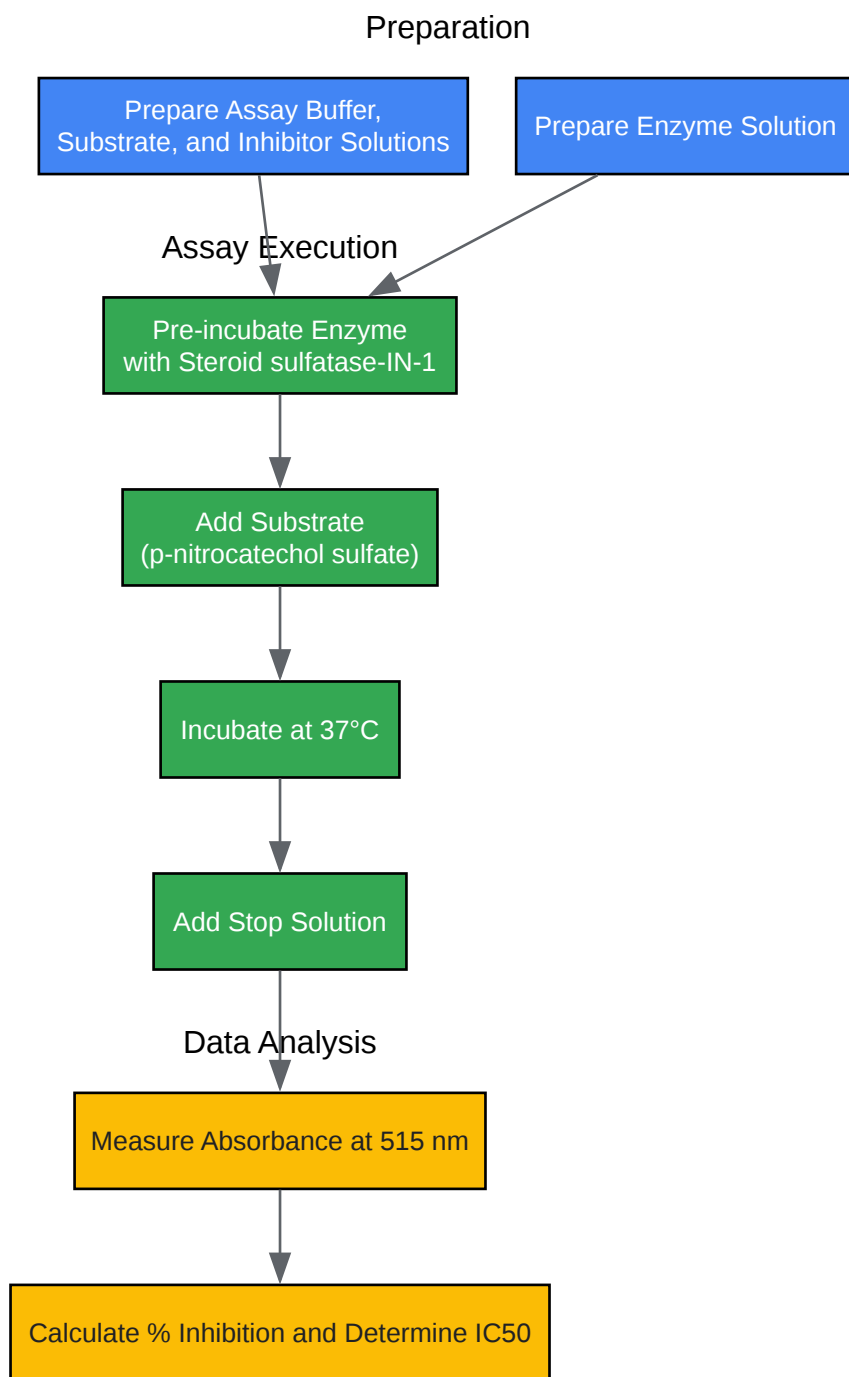 Preparation
Prepare Assay Buffer,
Substrate, and Inhibitor Solutions
Prepare Enzyme Solution
Assay Execution
Pre-incubate Enzyme
with Steroid sulfatase-IN-1
Add Substrate
(p-nitrocatechol sulfate)
Incubate at 37°C
Add Stop Solution
Data Analysis
Measure Absorbance at 515 nm
Calculate % Inhibition and Determine IC50